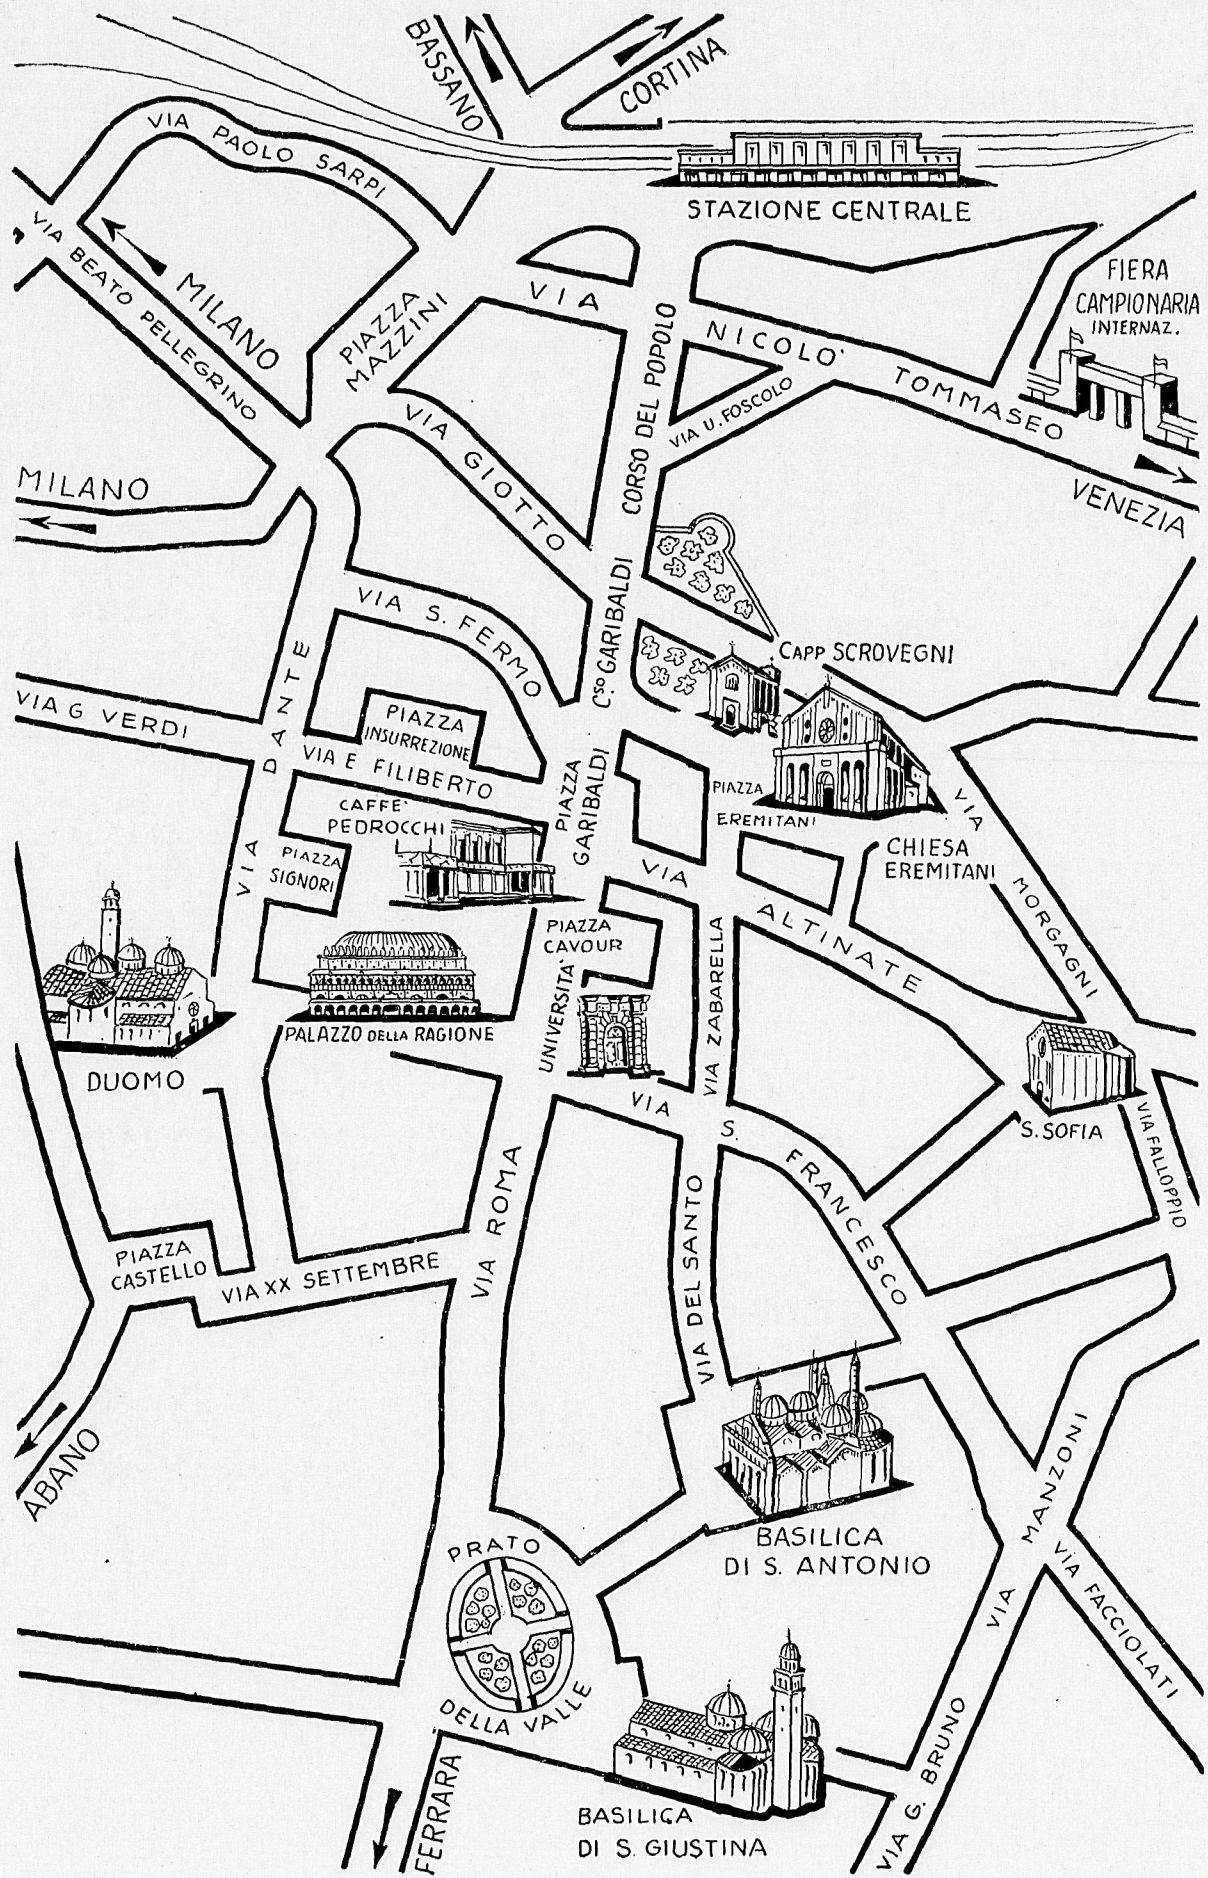 BASSANO
CORTINA
VIA PAOLO SARPI
STAZIONE CENTRALE
VIA BEATO PELLEGRINO
MILANO
PIAZZA
MAZZINI
VIA NICOLO' TOMMASEO
FIERA
CAMPIONARIA
INTERNAZ.
CORSO DEL POPOLO
VIA U. FOSCOLO
VIA GIOTTO
MILANO
VENEZIA
VIA S. FERMO
Cso GARIBALDI
CAPP SCROVEGNI
VIA G VERDI
VIA DANTE
PIAZZA
INSURREZIONE
VIA E FILIBERTO
PIAZZA
GARIBALDI
PIAZZA
EREMITANI
CHIESA
EREMITANI
VIA MORGAGNI
CAFFE'
PEDROCCHI
PIAZZA
SIGNORI
VIA ALTINATE
PIAZZA
CAVOUR
UNIVERSITA'
VIA ZABARELLA
PALAZZO DELLA RAGIONE
DUOMO
S. SOFIA
VIA FALLOPPIO
VIA S. FRANCESCO
VIA ROMA
VIA DEL SANTO
PIAZZA
CASTELLO
VIA XX SETTEMBRE
ABANO
BASILICA
DI S. ANTONIO
VIA MANZONI
VIA FACCIOLATI
PRATO
DELLA VALLE
FERRARA
BASILICA
DI S. GIUSTINA
VIA G. BRUNO